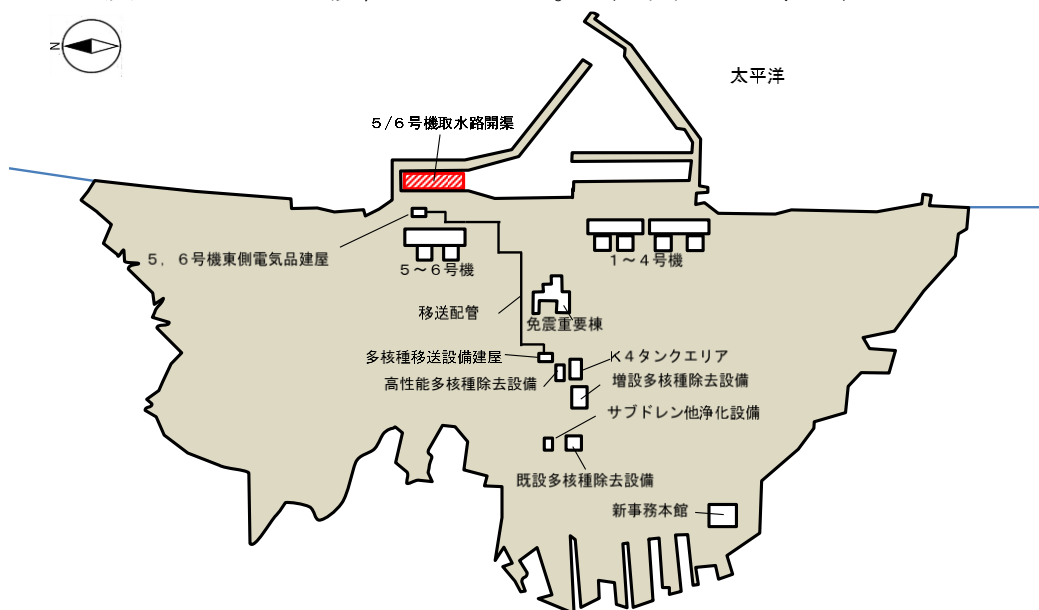 N
太平洋
5/6号機取水路開渠
5，6号機東側電気品建屋
5～6号機
1～4号機
移送配管
免震重要棟
多核種移送設備建屋
K4タンクエリア
高性能多核種除去設備
増設多核種除去設備
サブドレン他浄化設備
既設多核種除去設備
新事務本館